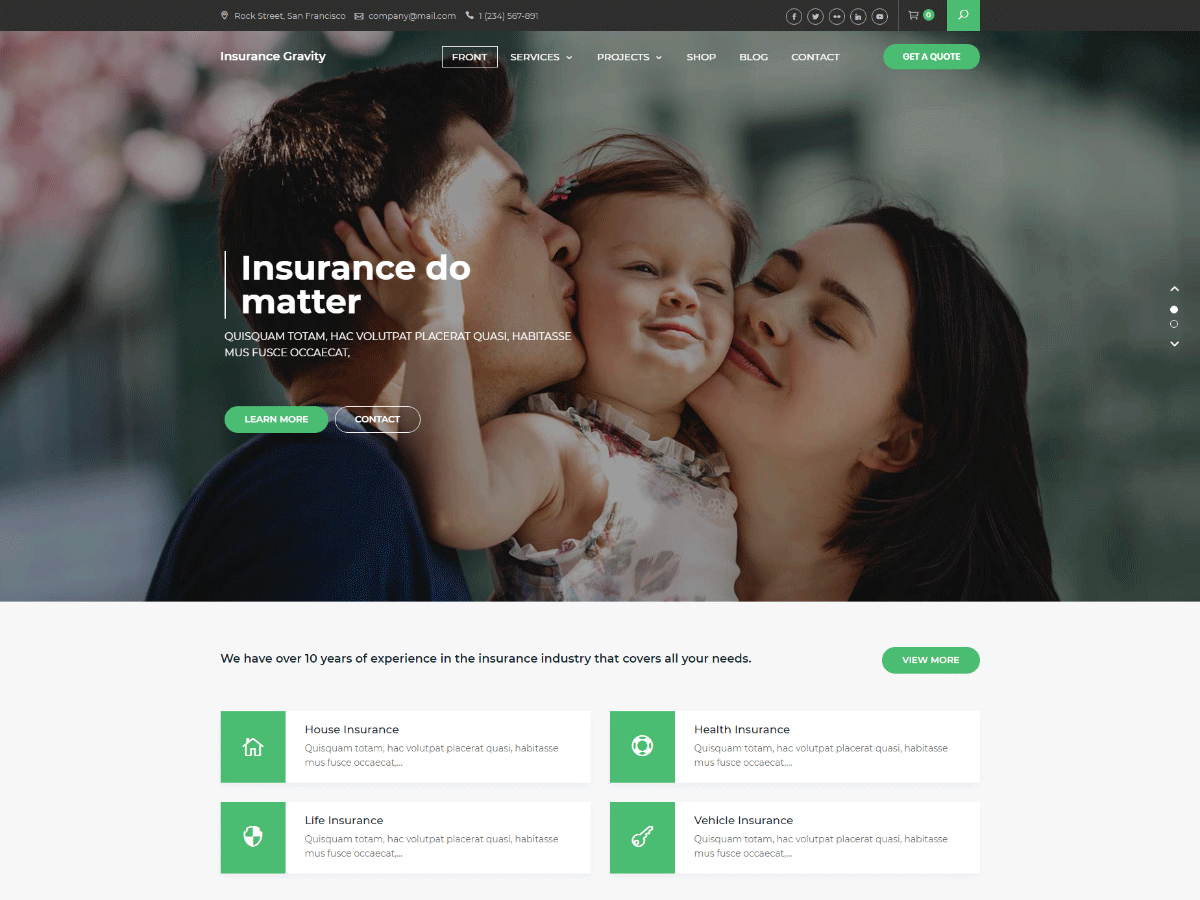 Rock Street, San Francisco company@mail.com 1 (234) 567-891 0
Insurance Gravity FRONT SERVICES PROJECTS SHOP BLOG CONTACT GET A QUOTE
Insurance do
matter
QUISQUAM TOTAM, HAC VOLUTPAT PLACERAT QUASI, HABITASSE
MUS FUSCE OCCAECAT,
LEARN MORE CONTACT
We have over 10 years of experience in the insurance industry that covers all your needs. VIEW MORE
House Insurance
Quisquam totam, hac volutpat placerat quasi, habitasse
mus fusce occaecat,...
Health Insurance
Quisquam totam, hac volutpat placerat quasi, habitasse
mus fusce occaecat,...
Life Insurance
Quisquam totam, hac volutpat placerat quasi, habitasse
mus fusce occaecat,...
Vehicle Insurance
Quisquam totam, hac volutpat placerat quasi, habitasse
mus fusce occaecat,...